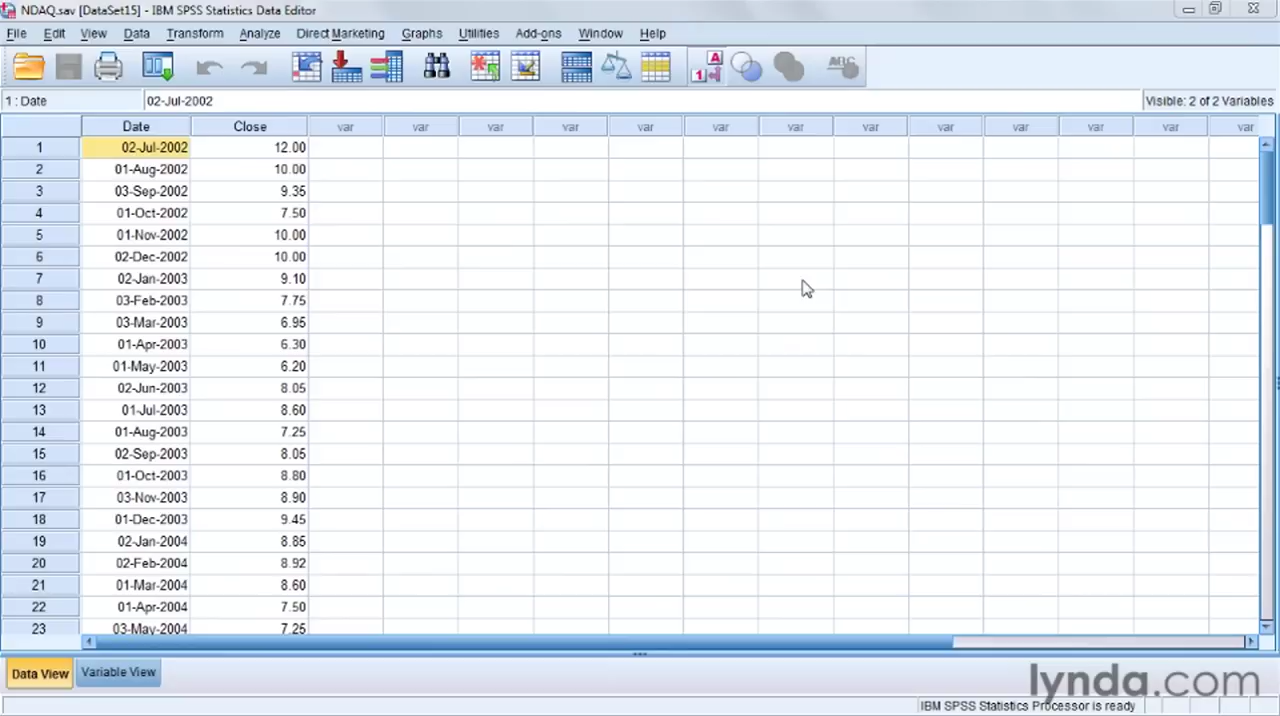 NDAQ.sav [DataSet15] - IBM SPSS Statistics Data Editor
File Edit View Data Transform Analyze Direct Marketing Graphs Utilities Add-ons Window Help
1 : Date 02-Jul-2002 Visible: 2 of 2 Variables
Date Close var var var var var var var var var var var var var
1 02-Jul-2002 12.00
2 01-Aug-2002 10.00
3 03-Sep-2002 9.35
4 01-Oct-2002 7.50
5 01-Nov-2002 10.00
6 02-Dec-2002 10.00
7 02-Jan-2003 9.10
8 03-Feb-2003 7.75
9 03-Mar-2003 6.95
10 01-Apr-2003 6.30
11 01-May-2003 6.20
12 02-Jun-2003 8.05
13 01-Jul-2003 8.60
14 01-Aug-2003 7.25
15 02-Sep-2003 8.05
16 01-Oct-2003 8.80
17 03-Nov-2003 8.90
18 01-Dec-2003 9.45
19 02-Jan-2004 8.85
20 02-Feb-2004 8.92
21 01-Mar-2004 8.60
22 01-Apr-2004 7.50
23 03-May-2004 7.25
Data View Variable View
lynda.com
IBM SPSS Statistics Processor is ready